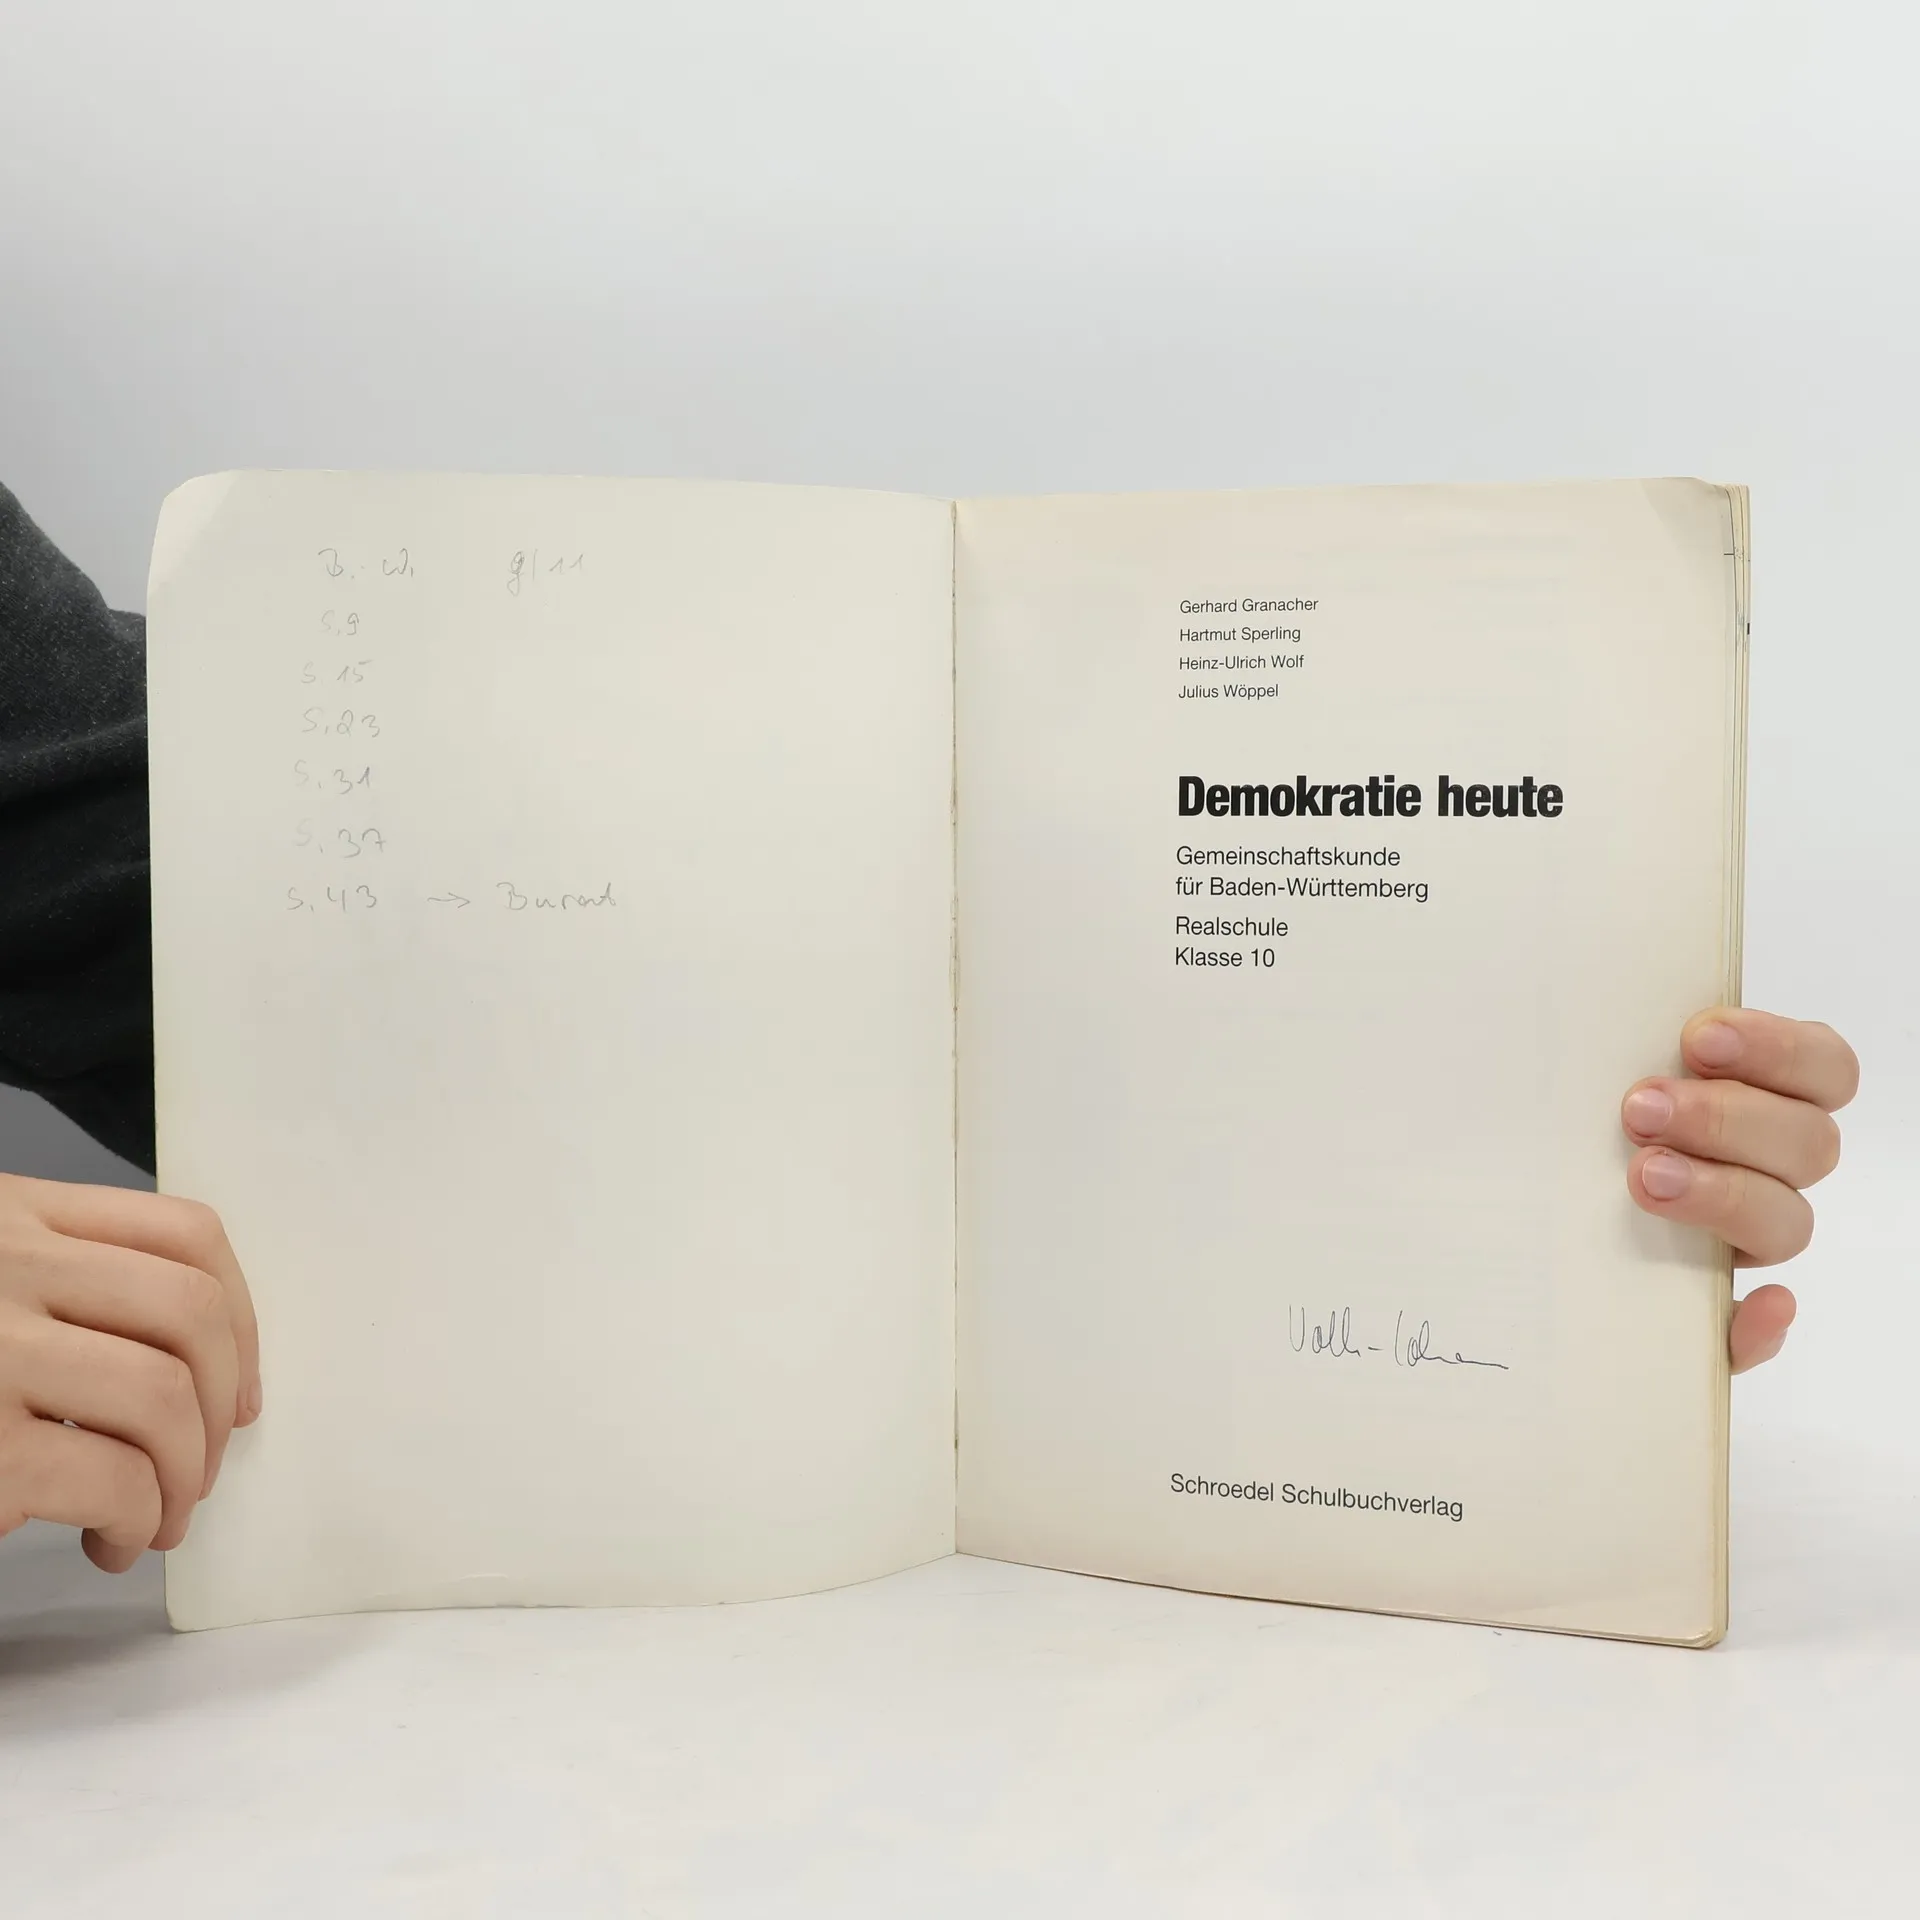 B.-W. g/11
S.9
S.15
S.23
S.31
S.37
S.43 →
Gerhard Granacher
Hartmut Sperling
Heinz-Ulrich Wolf
Julius Wöppel
Demokratie heute
Gemeinschaftskunde
für Baden-Württemberg
Realschule
Klasse 10
Schroedel Schulbuchverlag